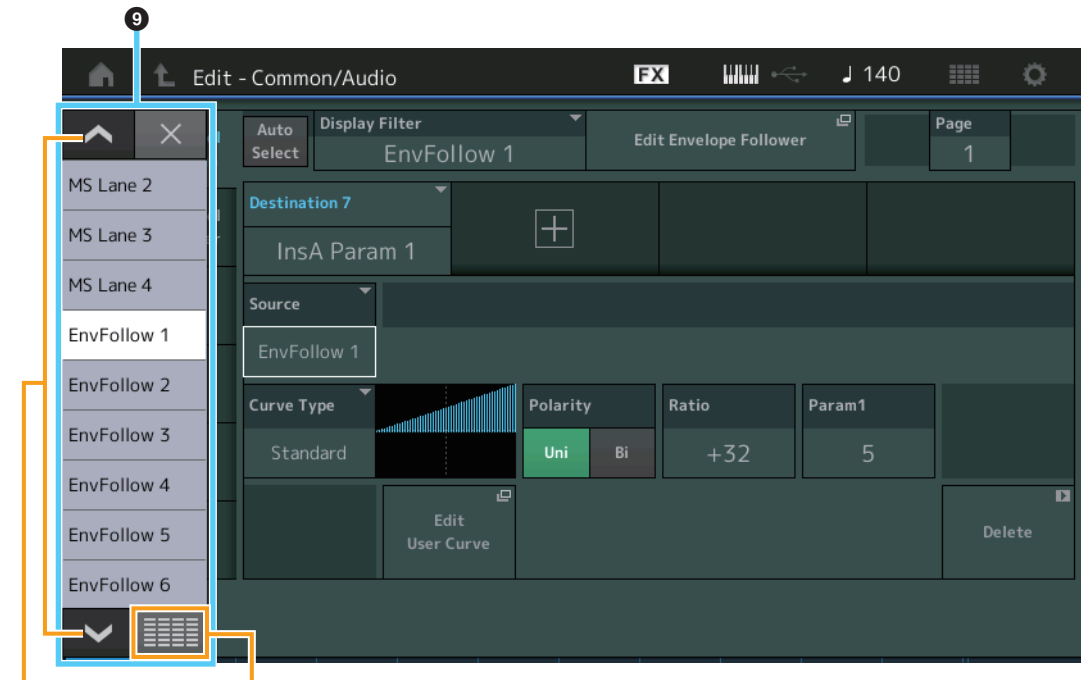 9
Edit - Common/Audio
FX
140
Auto
Select
Display Filter
EnvFollow 1
Edit Envelope Follower
Page
1
MS Lane 2
MS Lane 3
MS Lane 4
EnvFollow 1
EnvFollow 2
EnvFollow 3
EnvFollow 4
EnvFollow 5
EnvFollow 6
Destination 7
InsA Param 1
Source
EnvFollow 1
Curve Type
Standard
Polarity
Uni
Bi
Ratio
+32
Param1
5
Edit
User Curve
Delete